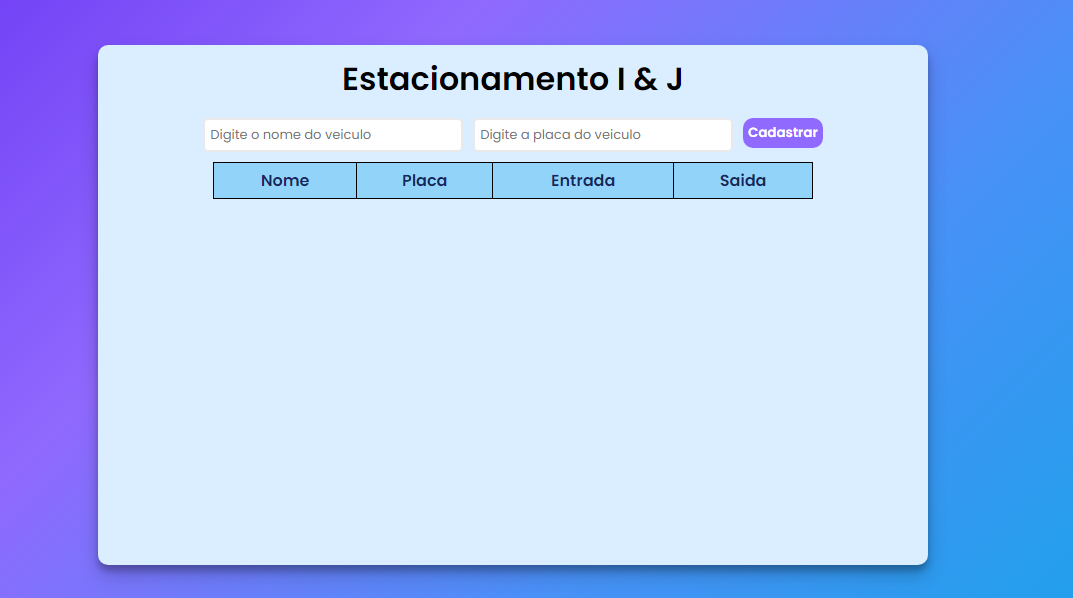 Estacionamento I & J
Digite o nome do veiculo Digite a placa do veiculo Cadastrar
Nome Placa Entrada Saida